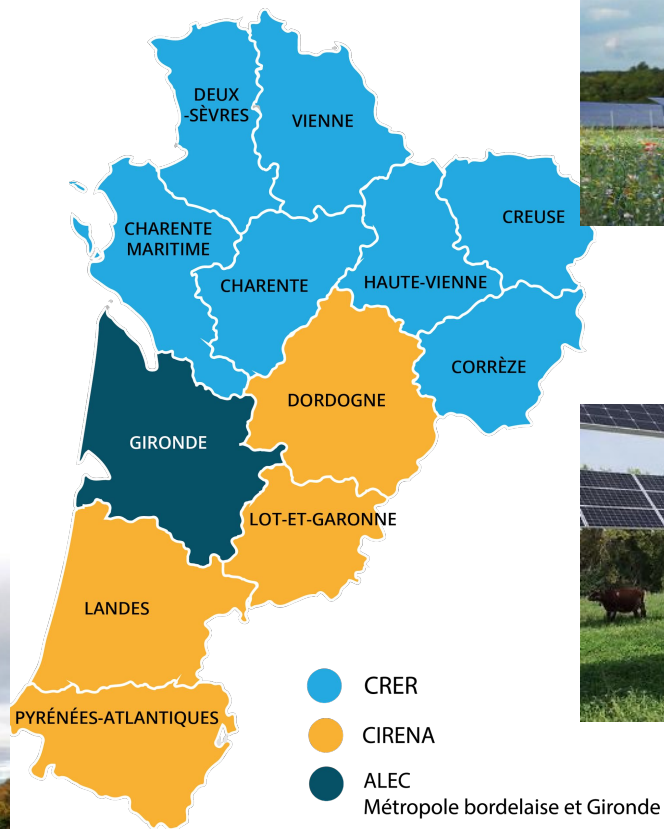 DEUX
-SÈVRES
VIENNE
CREUSE
CHARENTE
MARITIME
CHARENTE
HAUTE-VIENNE
CORRÈZE
DORDOGNE
GIRONDE
LOT-ET-GARONNE
LANDES
PYRÉNÉES-ATLANTIQUES
CRER
CIRENA
ALEC
Métropole bordelaise et Gironde